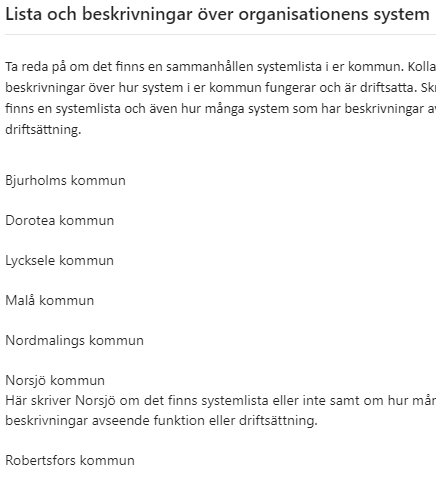 Lista och beskrivningar över organisationens system
Ta reda på om det finns en sammanhållen systemlista i er kommun. Kolla
beskrivningar över hur system i er kommun fungerar och är driftsatta.
finns en systemlista och även hur många system som har beskrivningar
driftsättning.
Bjurholms kommun
Dorotea kommun
Lycksele kommun
Malå kommun
Nordmalings kommun
Norsjö kommun
Här skriver Norsjö om det finns systemlista eller inte samt om hur
beskrivningar avseende funktion eller driftsättning.
Robertsfors kommun